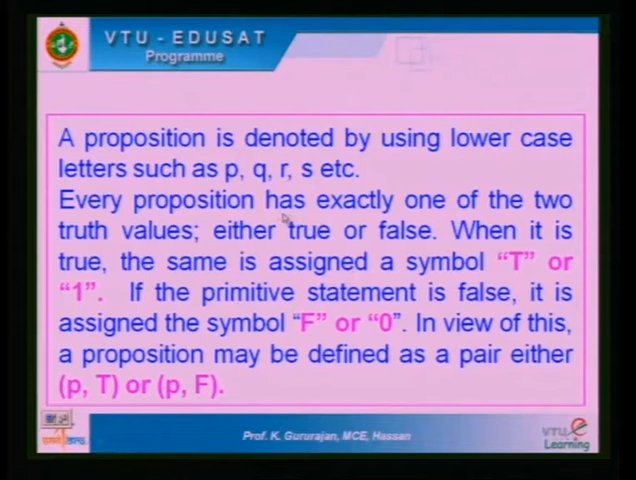 VTU - EDUSAT
Programme
A proposition is denoted by using lower case
letters such as p, q, r, s etc.
Every proposition has exactly one of the two
truth values; either true or false. When it is
true, the same is assigned a symbol “T” or
“1”. If the primitive statement is false, it is
assigned the symbol “F” or “0”. In view of this,
a proposition may be defined as a pair either
(p, T) or (p, F).
Prof. K. Gururajan, MCE, Hassan
VTU e
Learning